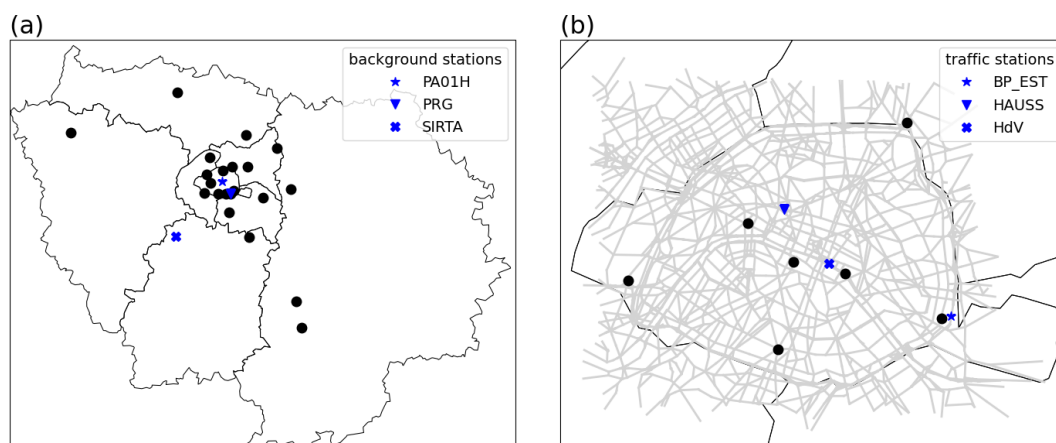 (a)
background stations
PA01H
PRG
SIRTA
(b)
traffic stations
BP_EST
HAUSS
HdV